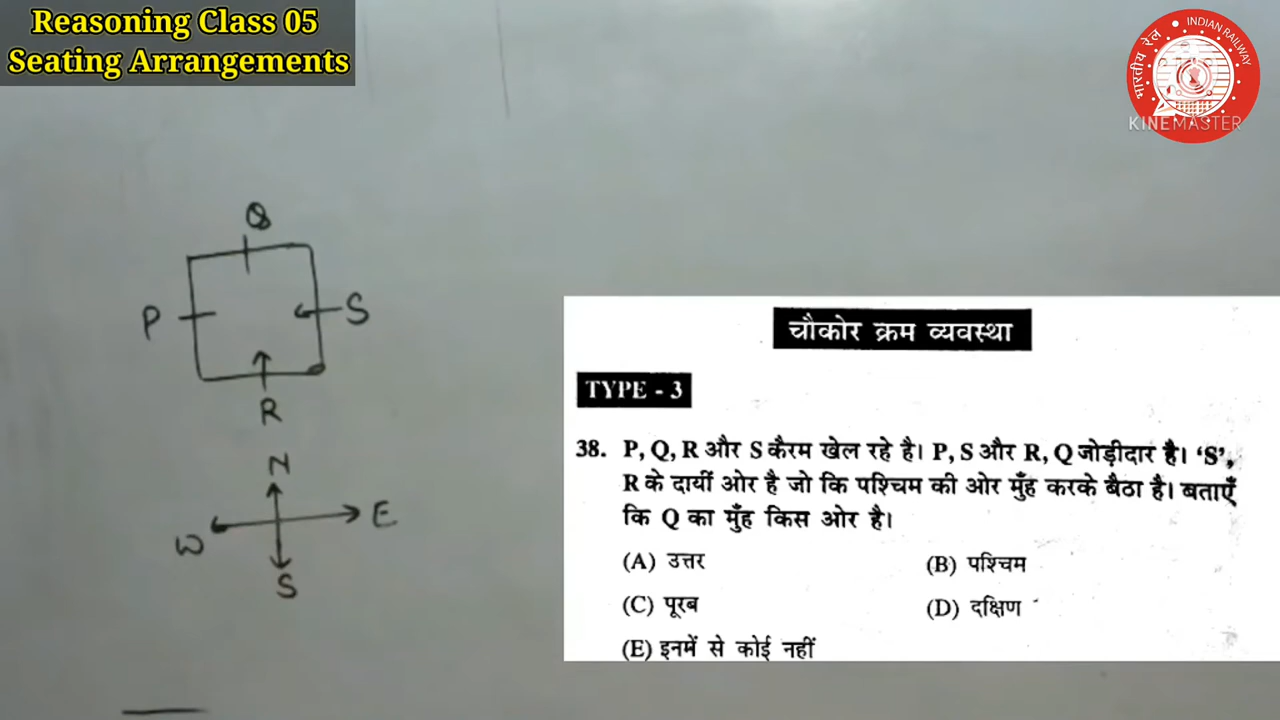 Reasoning Class 05
Seating Arrangements
भारतीय रेल
INDIAN RAILWAY
KINEMASTER
Q
P
S
R
N
W
E
S
चौकोर क्रम व्यवस्था
TYPE - 3
38. P, Q, R और S कैरम खेल रहे है। P, S और R, Q जोड़ीदार है। ‘S’,
R के दायीं ओर है जो कि पश्चिम की ओर मुँह करके बैठा है। बताएँ
कि Q का मुँह किस ओर है।
(A) उत्तर
(B) पश्चिम
(C) पूरब
(D) दक्षिण
(E) इनमें से कोई नहीं